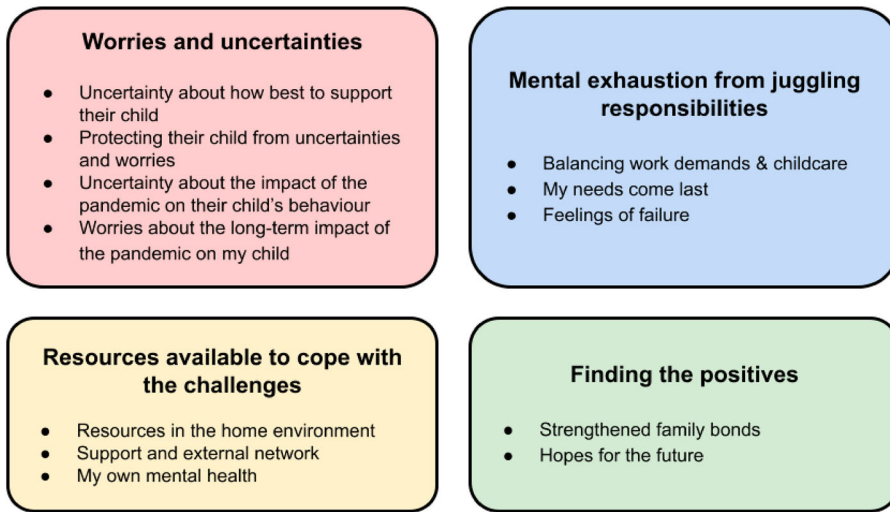 Worries and uncertainties
● Uncertainty about how best to support
their child
● Protecting their child from uncertainties
and worries
● Uncertainty about the impact of the
pandemic on their child's behaviour
● Worries about the long-term impact of
the pandemic on my child
Mental exhaustion from juggling
responsibilities
● Balancing work demands & childcare
● My needs come last
● Feelings of failure
Resources available to cope with
the challenges
● Resources in the home environment
● Support and external network
● My own mental health
Finding the positives
● Strengthened family bonds
● Hopes for the future